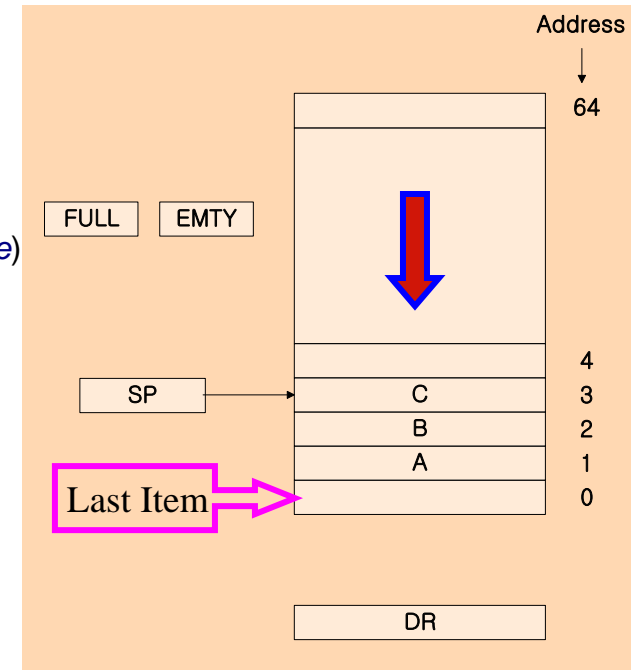 Address
64
FULL EMTY
e)
4
SP C 3
B 2
A 1
Last Item 0
DR